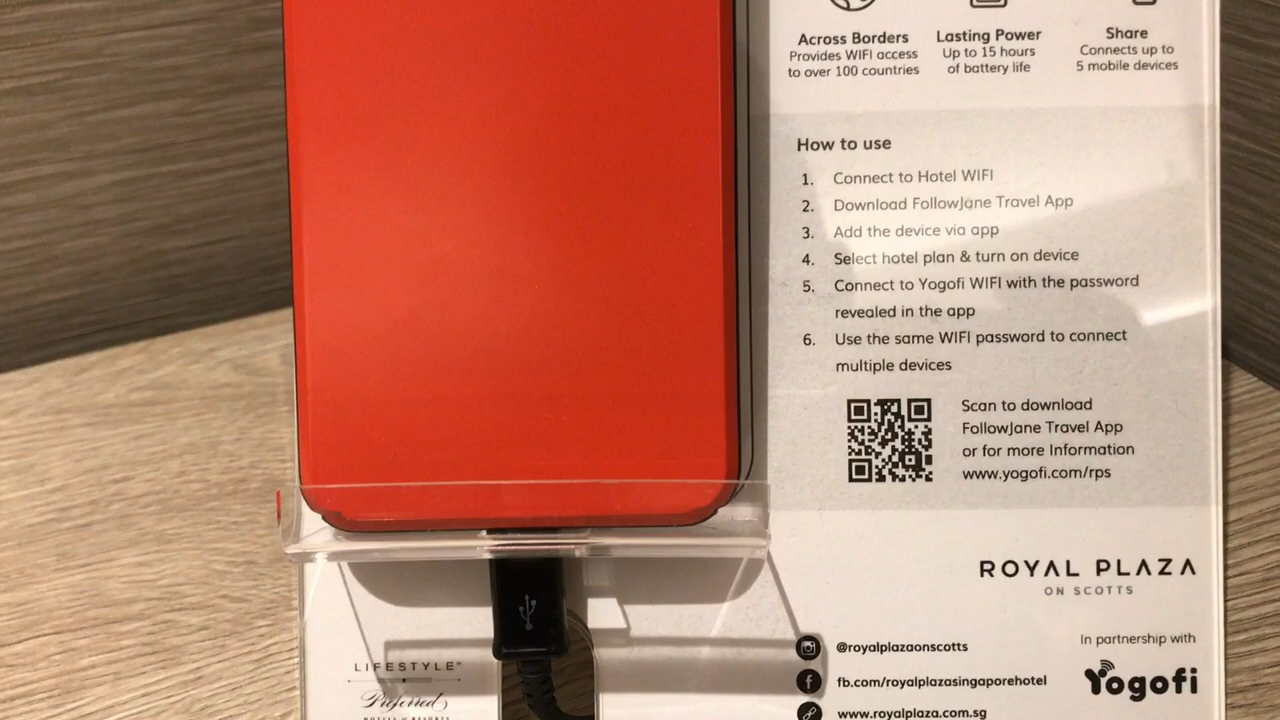 Across Borders
Provides WIFI access
to over 100 countries
Lasting Power
Up to 15 hours
of battery life
Share
Connects up to
5 mobile devices
How to use
1. Connect to Hotel WIFI
2. Download FollowJane Travel App
3. Add the device via app
4. Select hotel plan & turn on device
5. Connect to Yogofi WIFI with the password
revealed in the app
6. Use the same WIFI password to connect
multiple devices
Scan to download
FollowJane Travel App
or for more Information
www.yogofi.com/rps
ROYAL PLAZA
ON SCOTTS
@royalplazaonscotts
fb.com/royalplazasingaporehotel
www.royalplaza.com.sg
In partnership with
Yogofi
LIFESTYLE™
Preferred
HOTELS & RESORTS